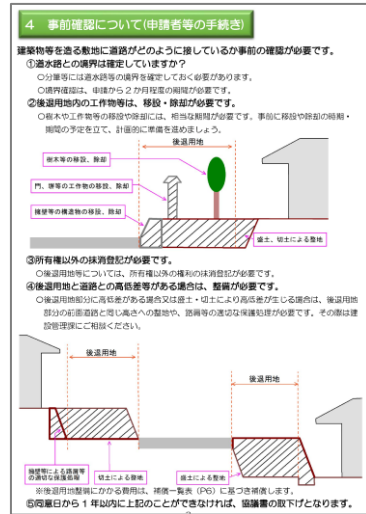 4 事前確認について(申請者等の手続き)
建築物等を造る敷地に道路がどのように接しているか事前の確認が必要です。
①道水路との境界は確定していますか？
○分筆等には道水路等の境界を確定しておく必要があります。
○境界確認は、申請から２か月程度の期間が必要です。
②後退用地内の工作物等は、移設・除却が必要です。
○樹木や工作物等の移設や除却には、相当な期間が必要です。事前に移設や除却の時期・
期間の予定を立て、計画的に準備を進めましょう。
後退用地
樹木等の移設、除却
門、塀等の工作物の移設、除却
擁壁等の構造物の移設、除却
盛土、切土による整地
③所有権以外の抹消登記が必要です。
○後退用地等については、所有権以外の権利の抹消登記が必要です。
④後退用地と道路との高低差等がある場合は、整備が必要です。
○後退用地部分に高低差がある場合又は盛土・切土により高低差が生じる場合は、後退用地
部分の前面道路と同じ高さへの整地や、路肩等の適切な保護処理が必要です。その際は建
設管理課にご相談ください。
後退用地
後退用地
擁壁等による路肩等
の適切な保護処理
切土による整地
盛土による整地
※後退用地整備にかかる費用は、補償一覧表（P6）に基づき補償します。
⑤同意日から１年以内に上記のことができなければ、協議書の取下げとなります。